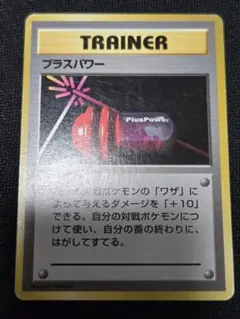 TRAINER
プラスパワー
PlusPower
対戦ポケモンの「ワザ」に
よって与えるダメージを「+10」
できる。自分の対戦ポケモンにつ
けて使い、自分の番の終わりに、
はがしてすてる。